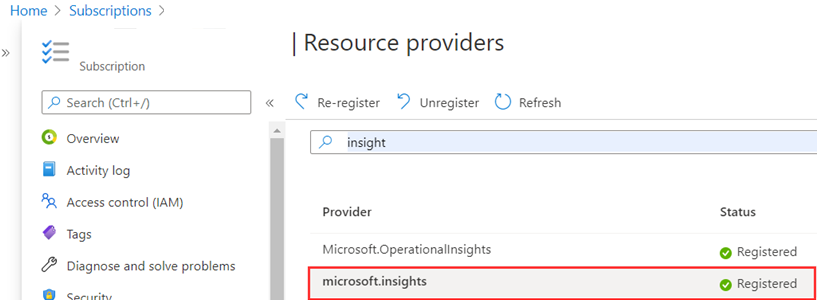 Home > Subscriptions >
»
| Resource providers
Subscription
Search (Ctrl+/)
«
Re-register
Unregister
Refresh
Overview
Activity log
Access control (IAM)
Tags
Diagnose and solve problems
Security
insight
Provider Status
Microsoft.OperationalInsights Registered
microsoft.insights Registered